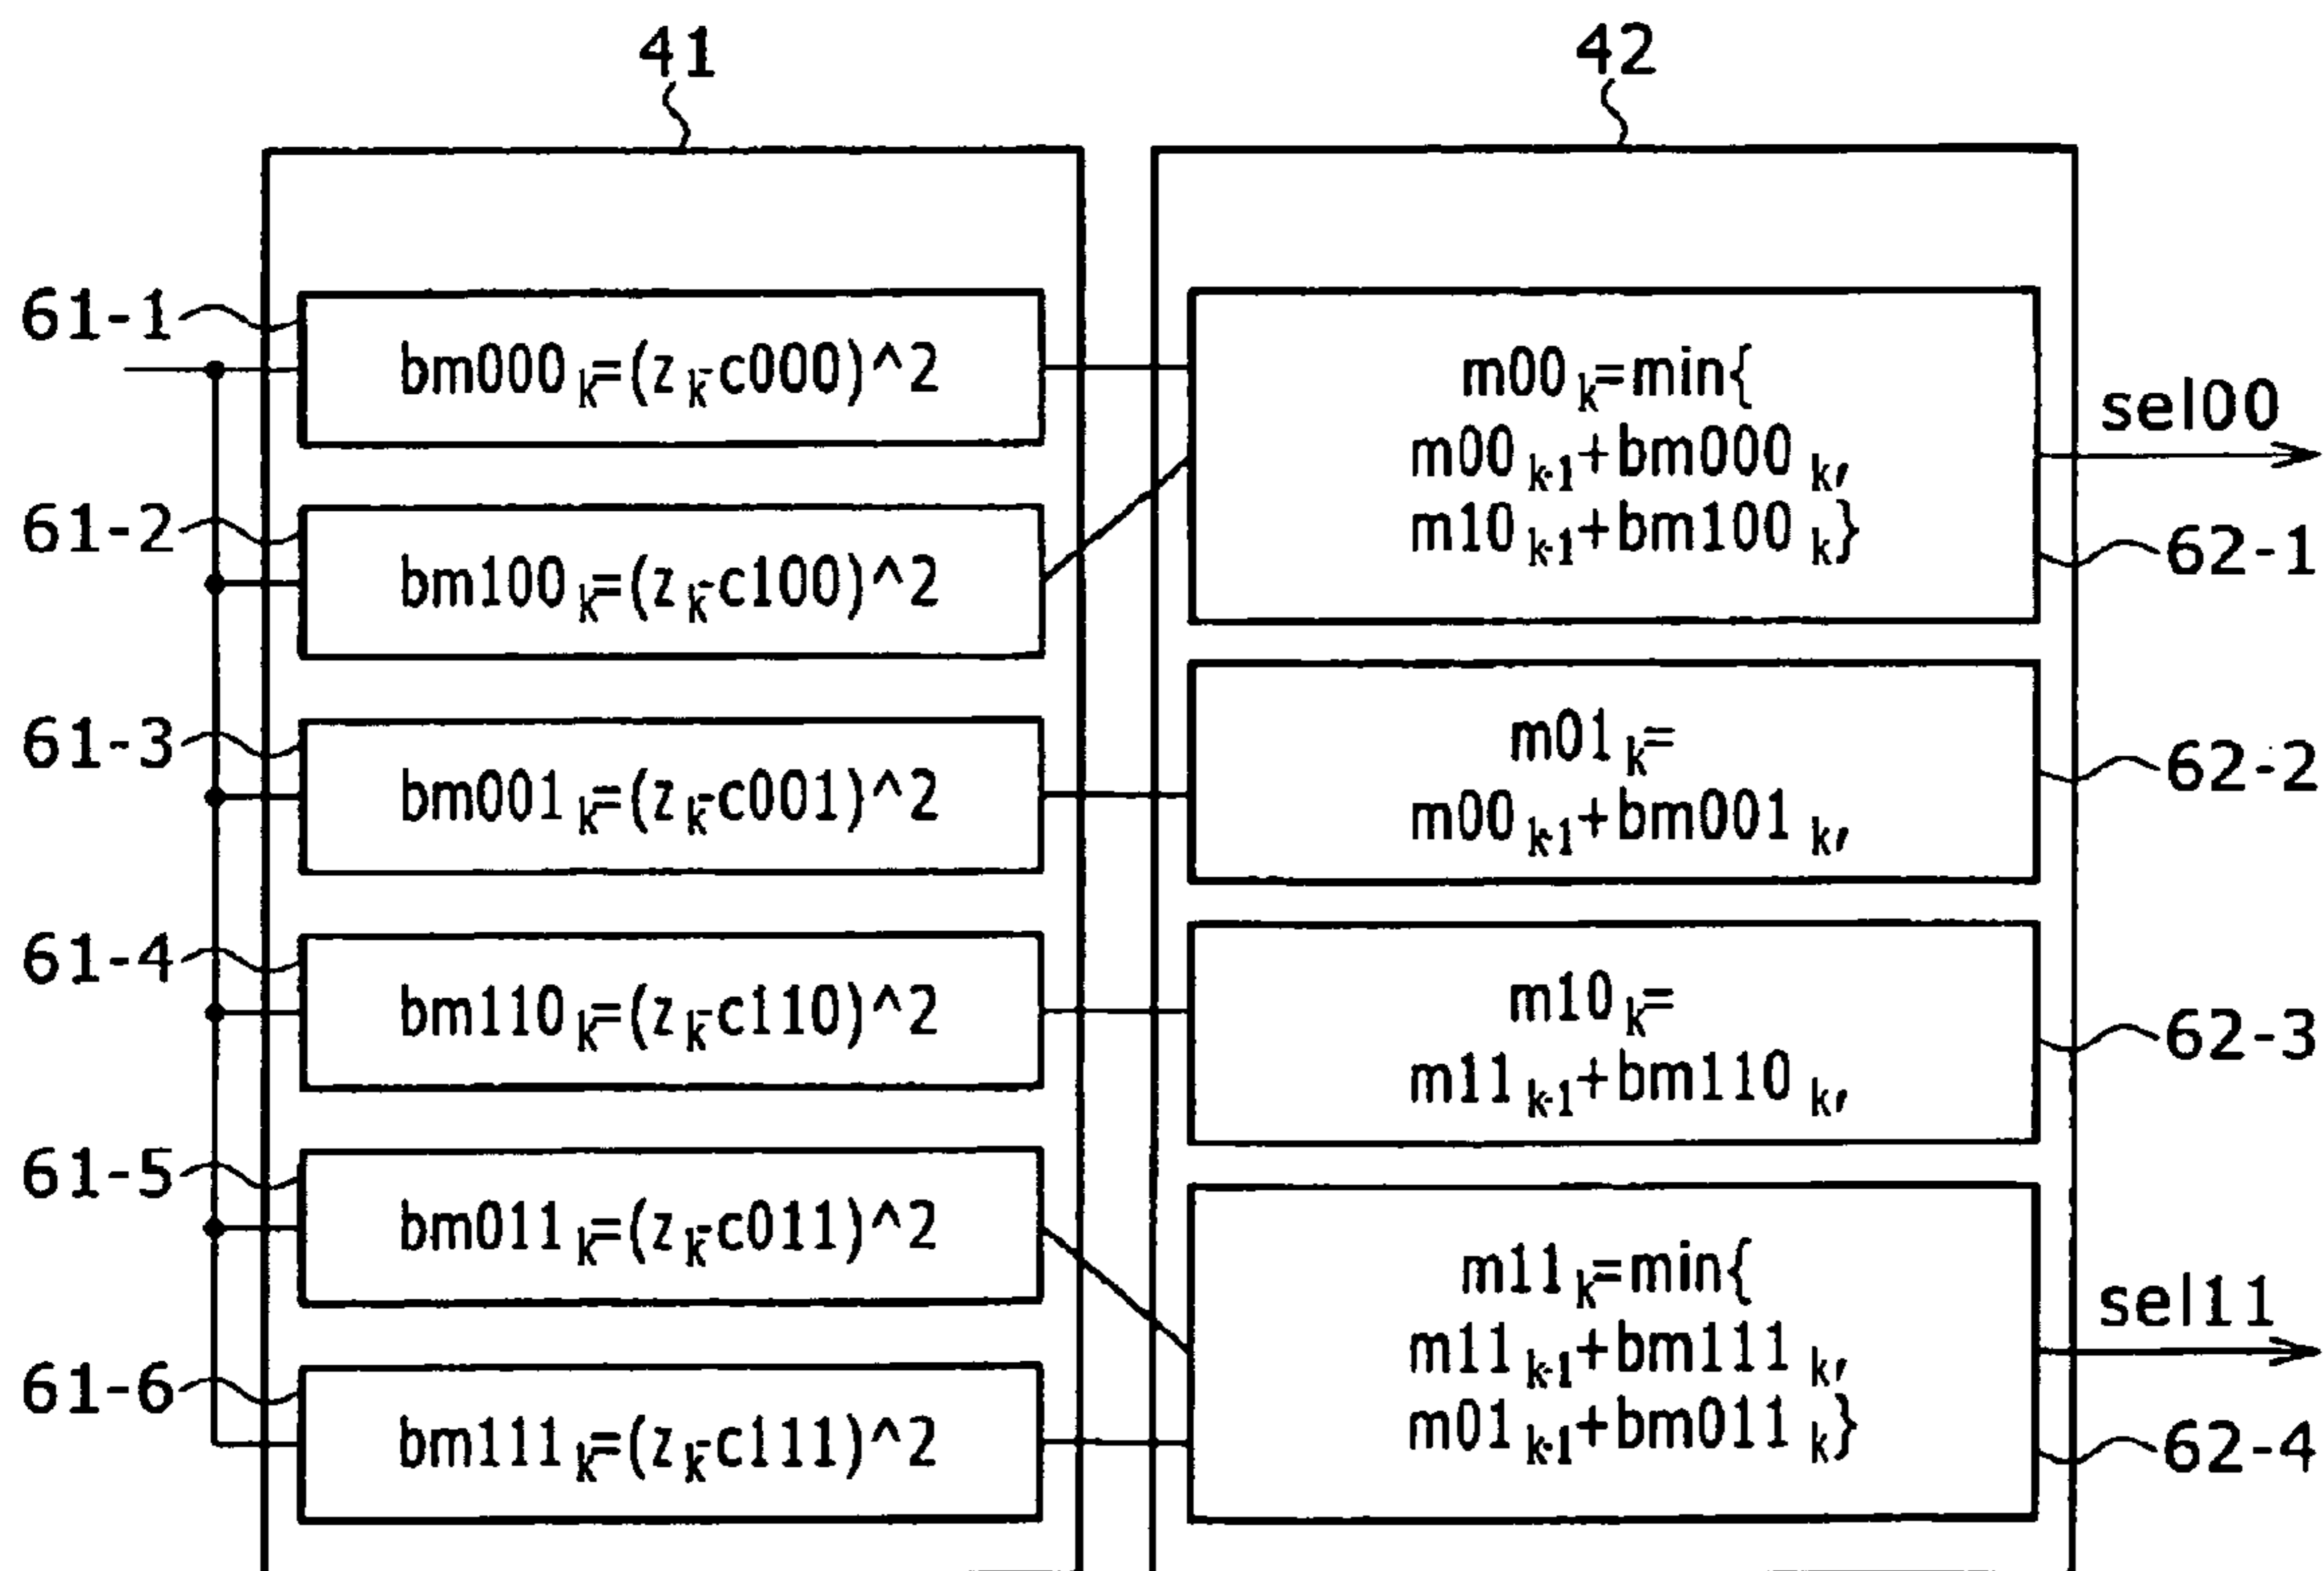 41
42
61-1
bm000k=(zk-c000)^2
61-2
bm100k=(zk-c100)^2
61-3
bm001k=(zk-c001)^2
61-4
bm110k=(zk-c110)^2
61-5
bm011k=(zk-c011)^2
61-6
bm111k=(zk-c111)^2
m00k=min{
m00k-1+bm000k,
m10k-1+bm100k}
sel00
62-1
m01k=
m00k-1+bm001k,
62-2
m10k=
m11k-1+bm110k,
62-3
m11k=min{
m11k-1+bm111k,
m01k-1+bm011k}
sel11
62-4